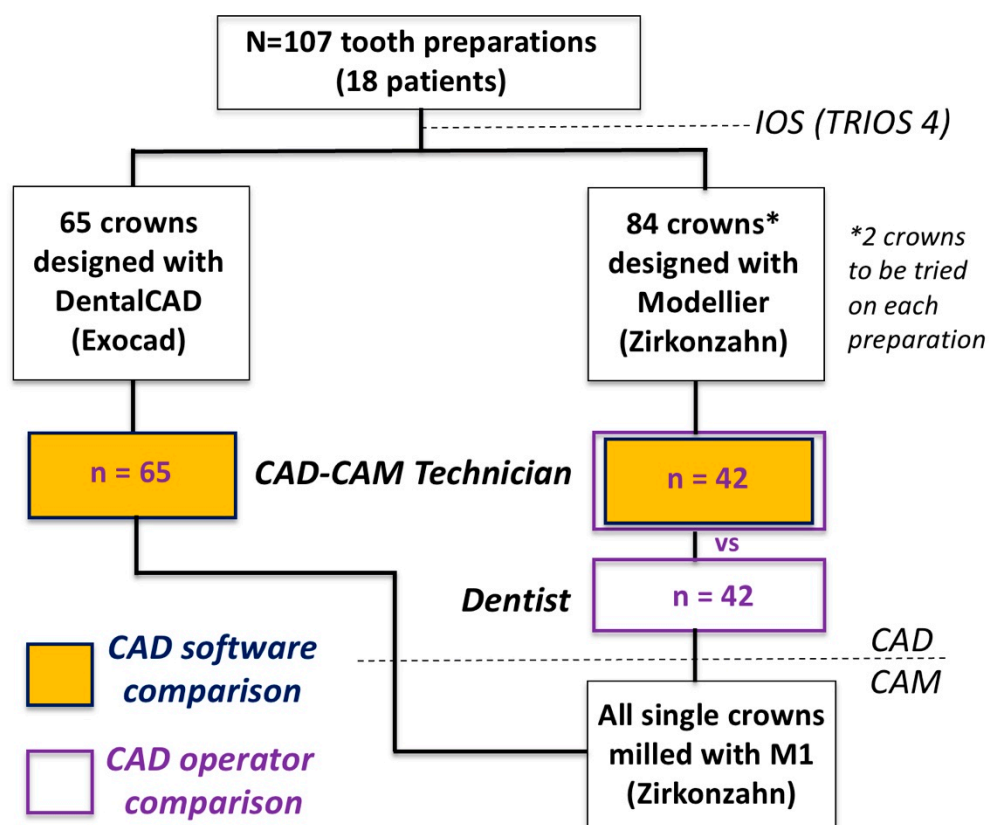 N=107 tooth preparations
(18 patients)
IOS (TRIOS 4)
65 crowns
designed with
DentalCAD
(Exocad)
84 crowns*
designed with
Modellier
(Zirkonzahn)
*2 crowns
to be tried
on each
preparation
n = 65
CAD-CAM Technician
n = 42
vs
Dentist
n = 42
CAD software
comparison
CAD
CAM
CAD operator
comparison
All single crowns
milled with M1
(Zirkonzahn)